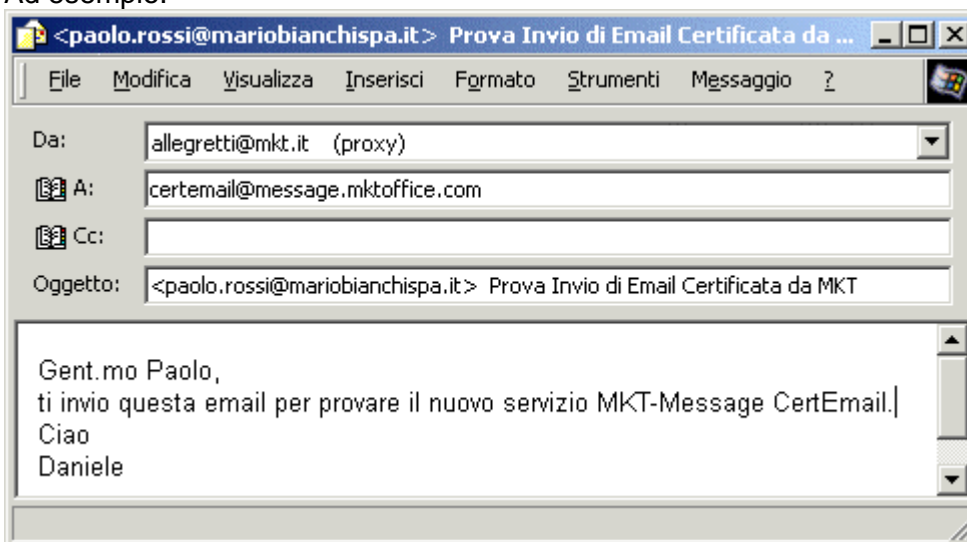 Ad esempio:
<paolo.rossi@mariobianchispa.it> Prova Invio di Email Certificata da ...
File Modifica Visualizza Inserisci Formato Strumenti Messaggio ?
Da: allegretti@mkt.it (proxy)
A: certemail@message.mktoffice.com
Cc:
Oggetto: <paolo.rossi@mariobianchispa.it> Prova Invio di Email Certificata da MKT
Gent.mo Paolo,
ti invio questa email per provare il nuovo servizio MKT-Message CertEmail.
Ciao
Daniele